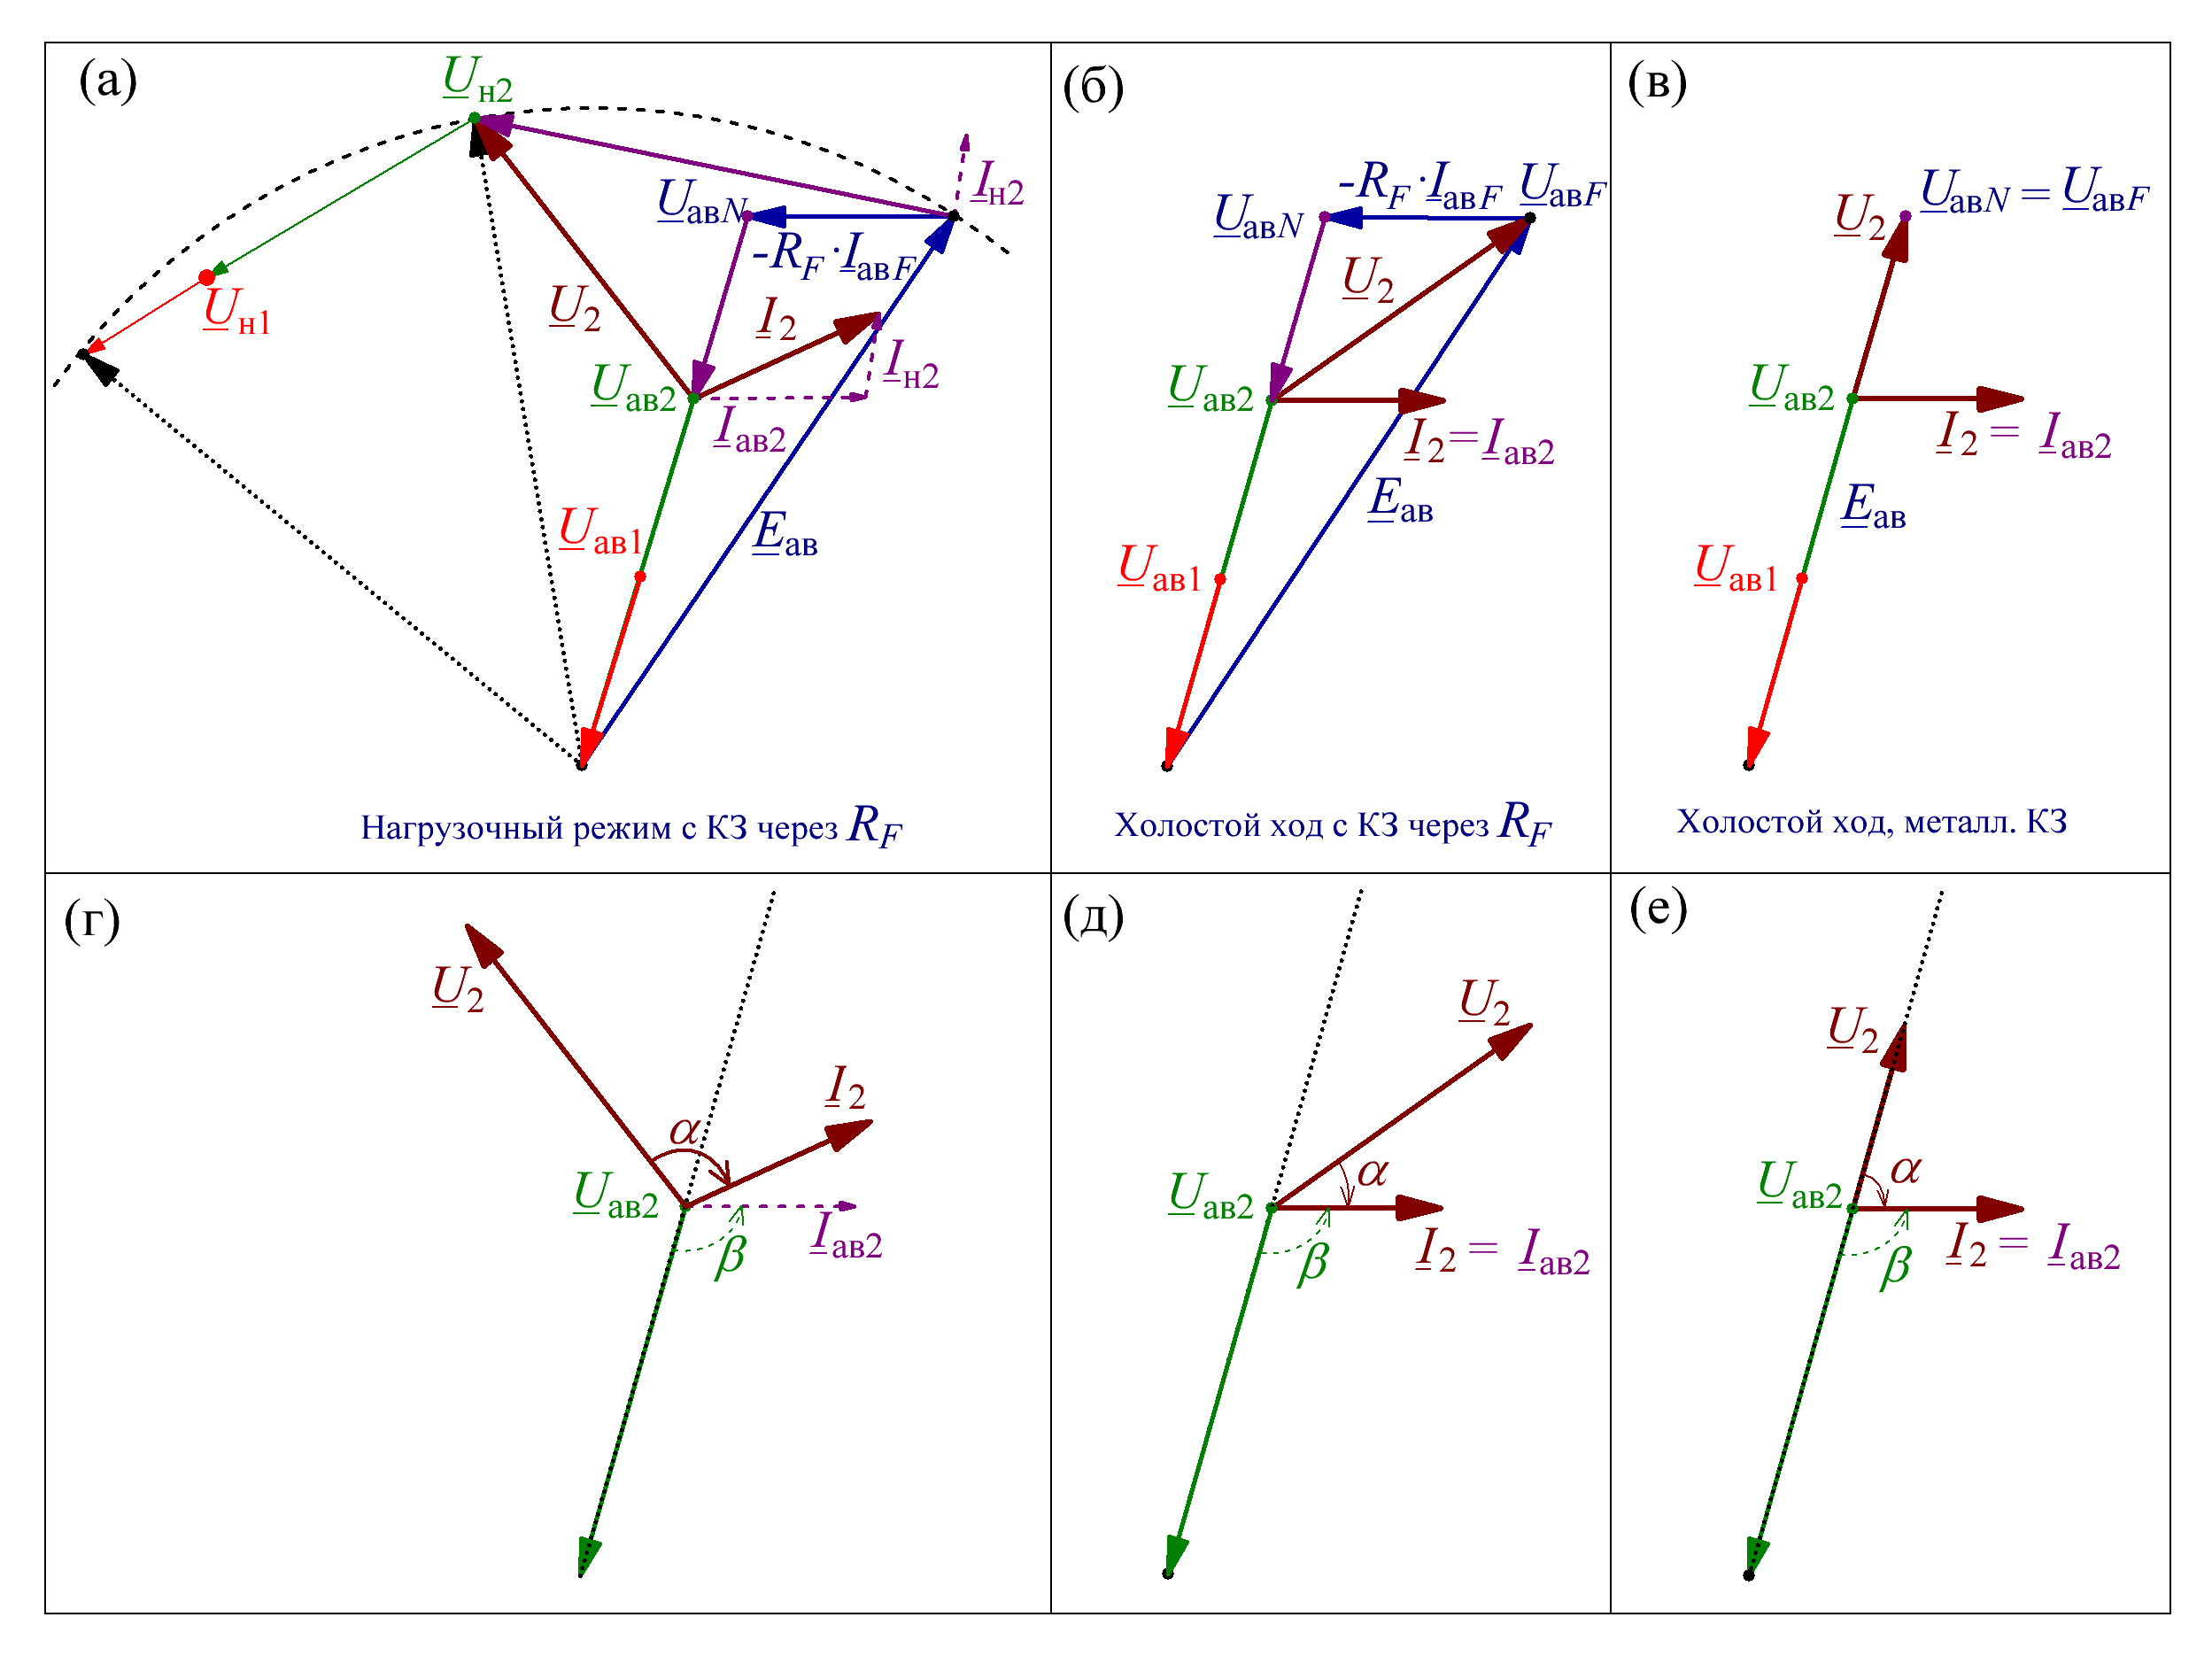 (а)
U н2
I н2
U авN
-R F · I авF
U 2
I 2
U н1
I н2
U ав2
I ав2
U ав1
E ав
Нагрузочный режим с КЗ через R F
(б)
-R F · I авF U авF
U авN
U 2
U ав2
I 2 = I ав2
E ав
U ав1
Холостой ход с КЗ через R F
(в)
U 2
U авN = U авF
U ав2
I 2 = I ав2
E ав
U ав1
Холостой ход, металл. КЗ
(г)
U 2
I 2
α
U ав2
I ав2
β
(д)
U 2
α
U ав2
β
I 2 = I ав2
(е)
U 2
α
U ав2
β
I 2 = I ав2